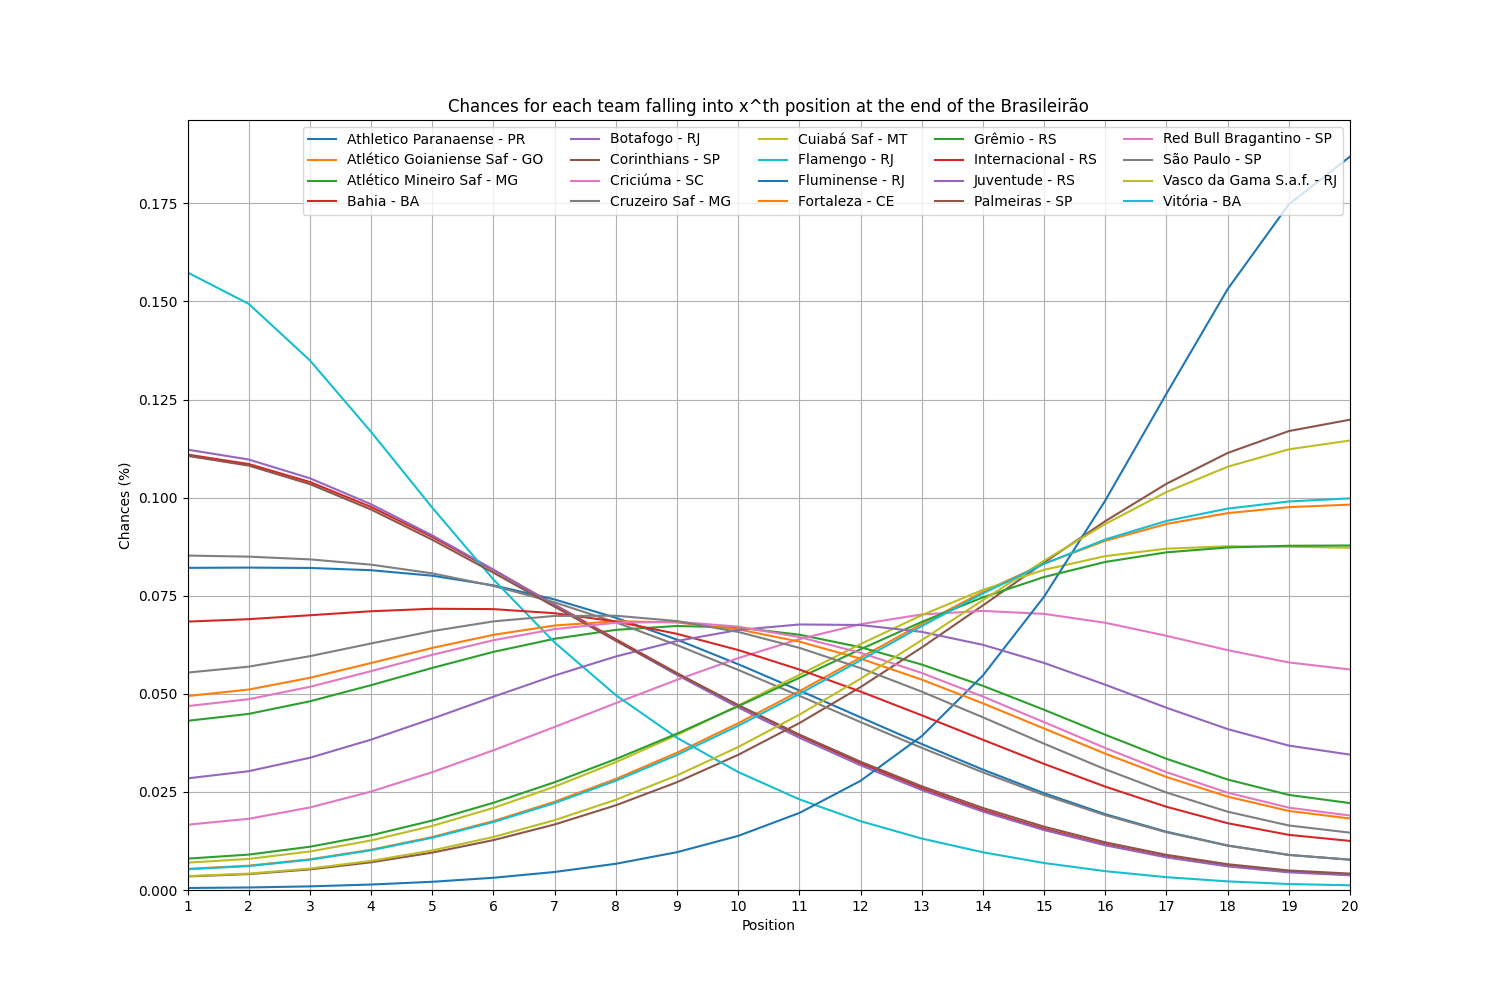 Chances for each team falling into x^th position at the end of the Brasileirão
Athletico Paranaense - PR
Atlético Goianiense Saf - GO
Atlético Mineiro Saf - MG
Bahia - BA
Botafogo - RJ
Corinthians - SP
Criciúma - SC
Cruzeiro Saf - MG
Cuiabá Saf - MT
Flamengo - RJ
Fluminense - RJ
Fortaleza - CE
Grêmio - RS
Internacional - RS
Juventude - RS
Palmeiras - SP
Red Bull Bragantino - SP
São Paulo - SP
Vasco da Gama S.a.f. - RJ
Vitória - BA
Chances (%)
0.175
0.150
0.125
0.100
0.075
0.050
0.025
0.000
1 2 3 4 5 6 7 8 9 10 11 12 13 14 15 16 17 18 19 20
Position